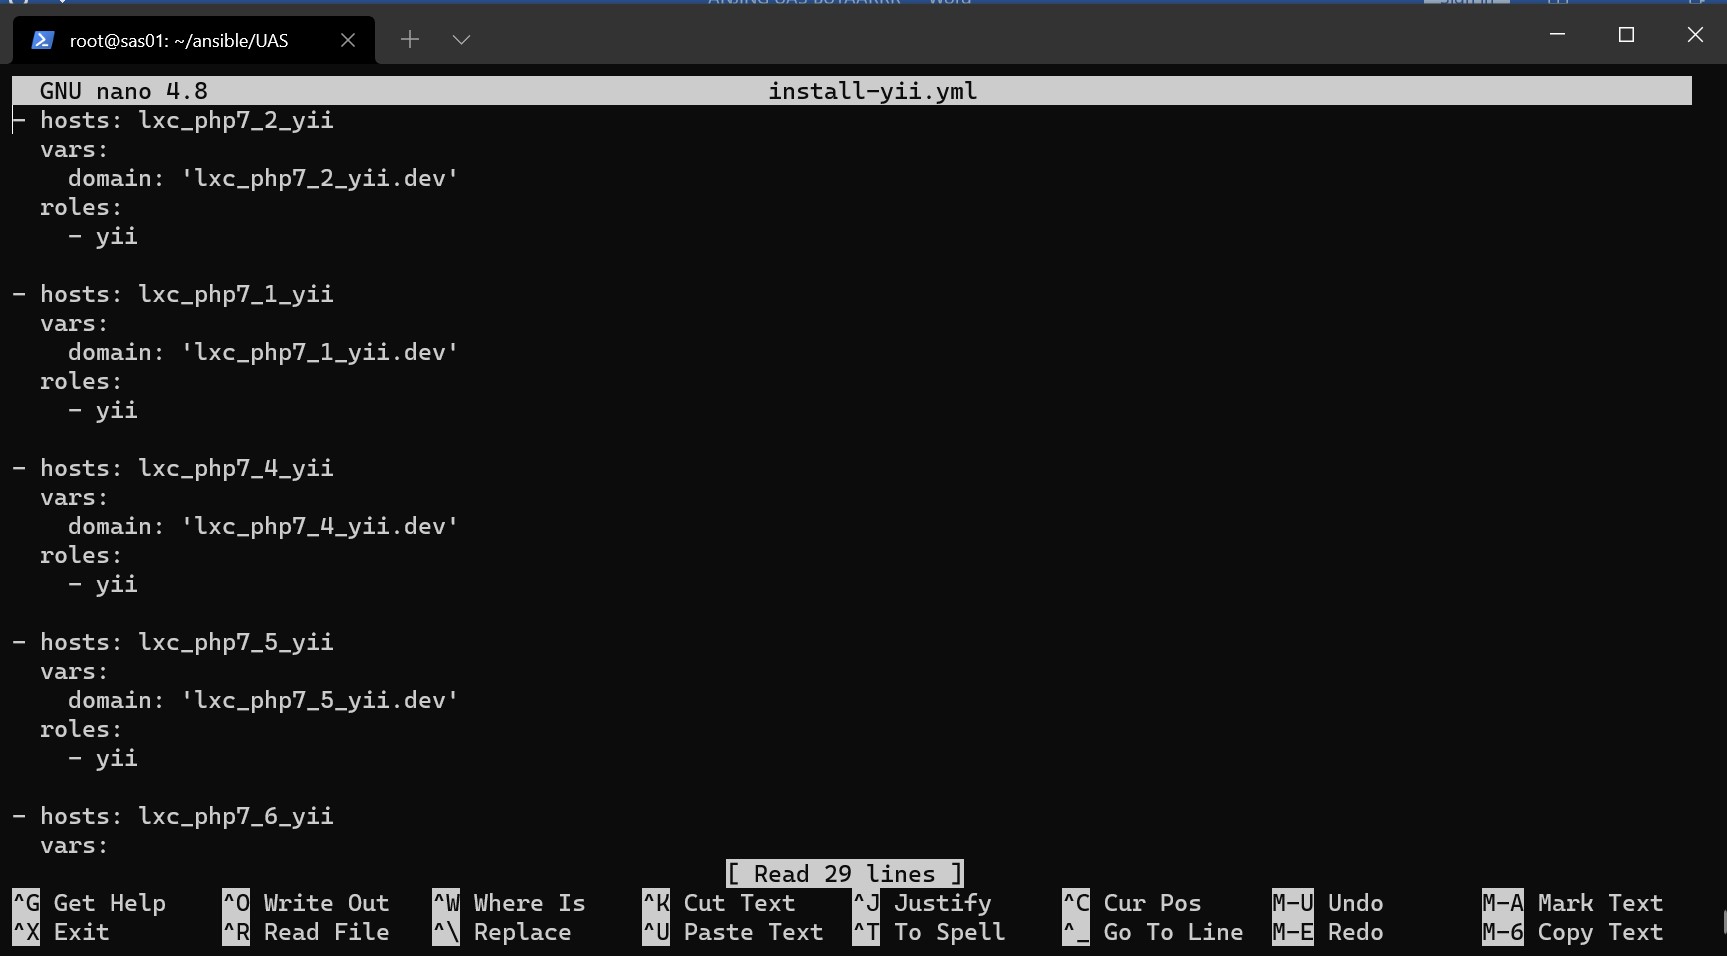 root@sas01: ~/ansible/UAS
GNU nano 4.8 install-yii.yml
- hosts: lxc_php7_2_yii
  vars:
    domain: 'lxc_php7_2_yii.dev'
  roles:
    - yii

- hosts: lxc_php7_1_yii
  vars:
    domain: 'lxc_php7_1_yii.dev'
  roles:
    - yii

- hosts: lxc_php7_4_yii
  vars:
    domain: 'lxc_php7_4_yii.dev'
  roles:
    - yii

- hosts: lxc_php7_5_yii
  vars:
    domain: 'lxc_php7_5_yii.dev'
  roles:
    - yii

- hosts: lxc_php7_6_yii
  vars:
[ Read 29 lines ]
^G Get Help ^O Write Out ^W Where Is ^K Cut Text ^J Justify ^C Cur Pos M-U Undo M-A Mark Text
^X Exit ^R Read File ^\ Replace ^U Paste Text ^T To Spell ^_ Go To Line M-E Redo M-6 Copy Text